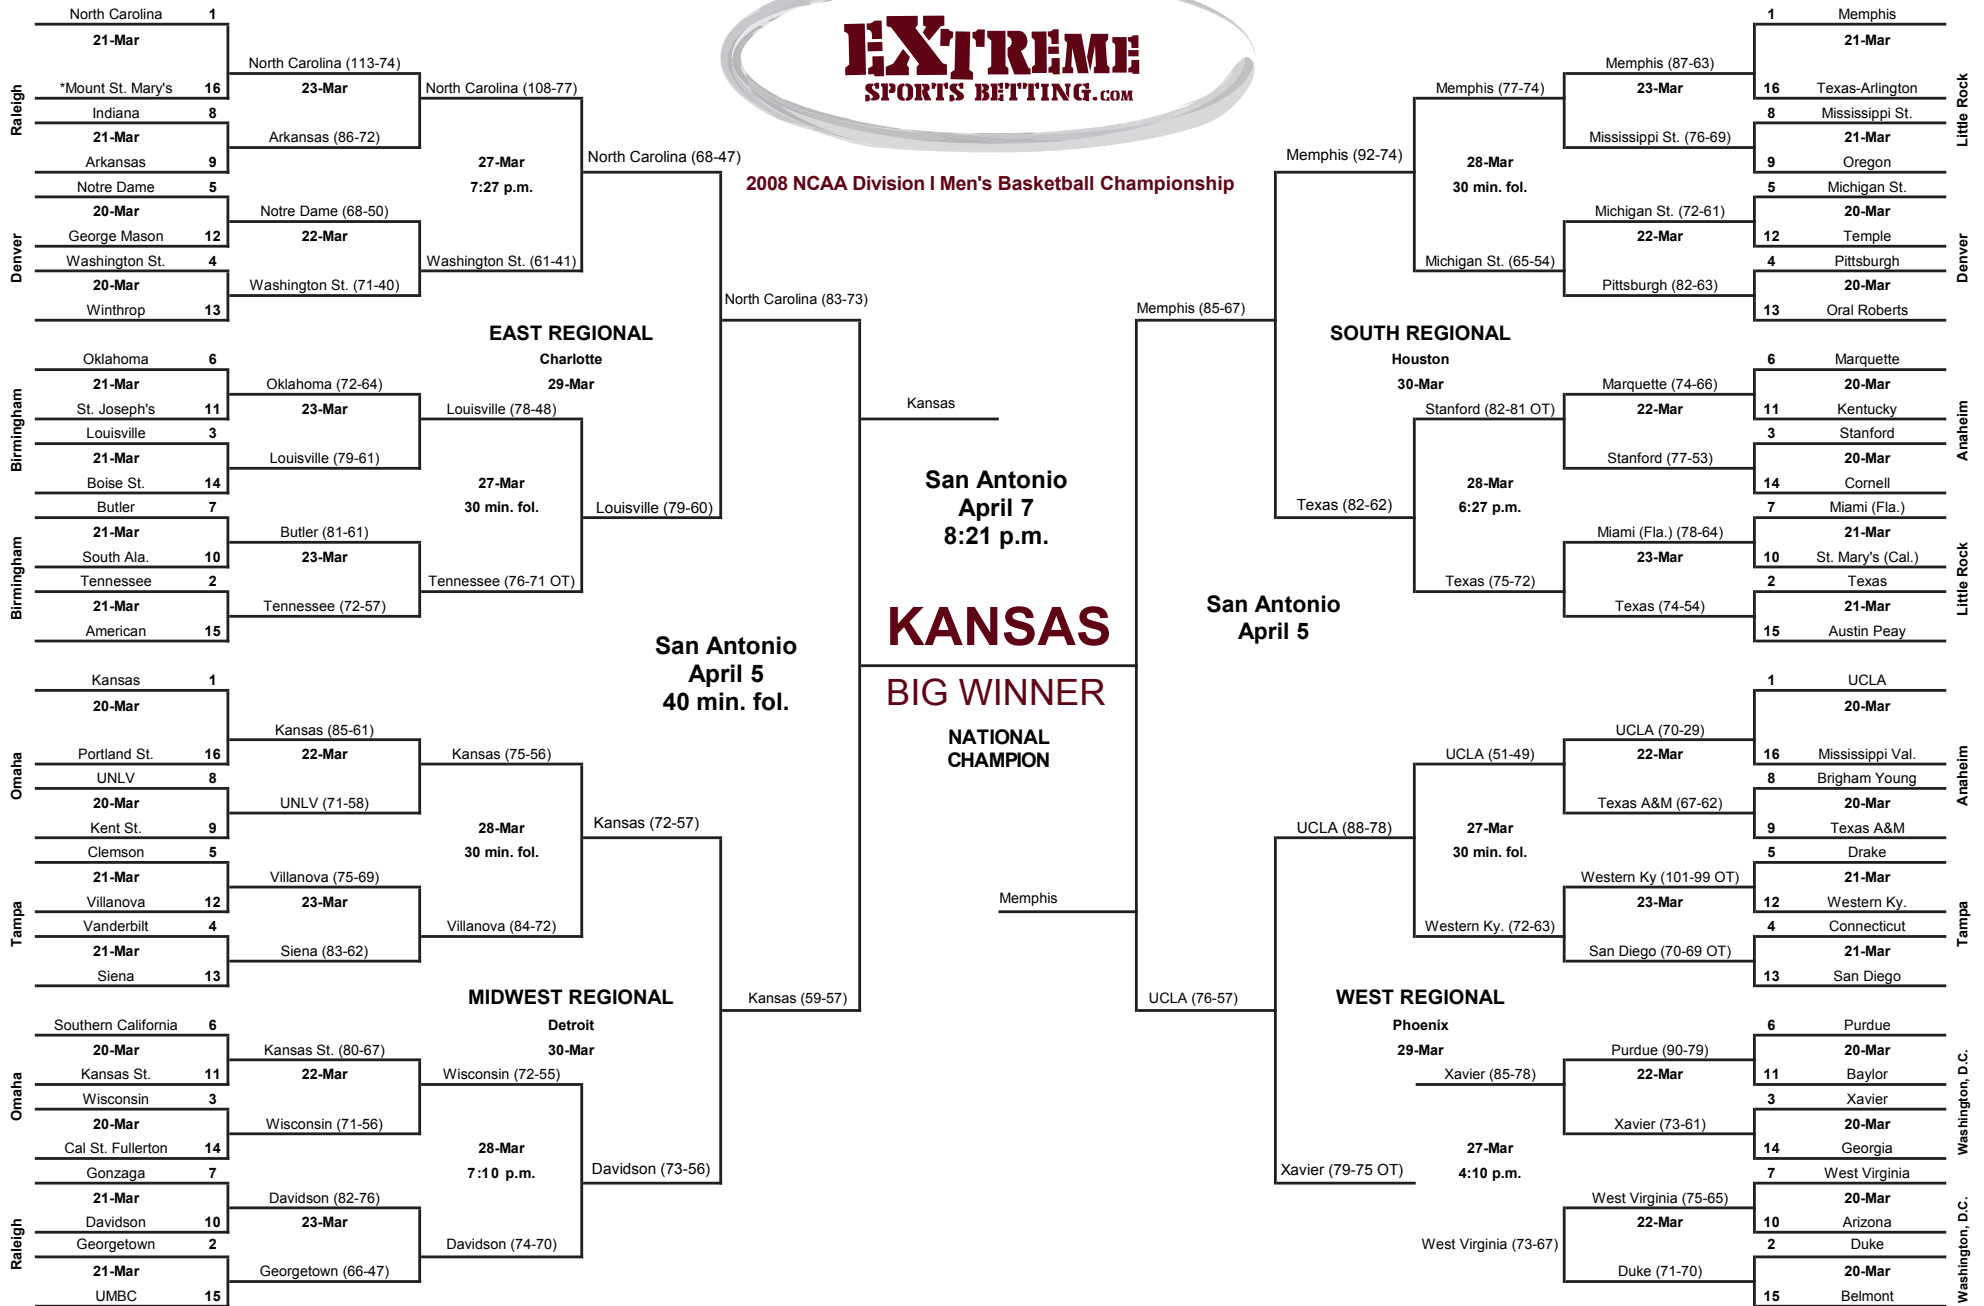 EXTREME
SPORTS BETTING.COM
2008 NCAA Division I Men's Basketball Championship
North Carolina 1
21-Mar
*Mount St. Mary's 16
Indiana 8
21-Mar
Arkansas 9
Raleigh
Notre Dame 5
20-Mar
George Mason 12
Washington St. 4
20-Mar
Winthrop 13
Denver
Oklahoma 6
21-Mar
St. Joseph's 11
Louisville 3
21-Mar
Boise St. 14
Birmingham
Butler 7
21-Mar
South Ala. 10
Tennessee 2
21-Mar
American 15
Birmingham
North Carolina (113-74)
23-Mar
Arkansas (86-72)
Notre Dame (68-50)
22-Mar
Washington St. (71-40)
Oklahoma (72-64)
23-Mar
Louisville (79-61)
Butler (81-61)
23-Mar
Tennessee (72-57)
North Carolina (108-77)
27-Mar
7:27 p.m.
Washington St. (61-41)
EAST REGIONAL
Charlotte
29-Mar
Louisville (78-48)
27-Mar
30 min. fol.
Tennessee (76-71 OT)
North Carolina (68-47)
Louisville (79-60)
North Carolina (83-73)
Kansas 1
20-Mar
Portland St. 16
UNLV 8
20-Mar
Kent St. 9
Omaha
Clemson 5
21-Mar
Villanova 12
Vanderbilt 4
21-Mar
Siena 13
Tampa
Southern California 6
20-Mar
Kansas St. 11
Wisconsin 3
20-Mar
Cal St. Fullerton 14
Omaha
Gonzaga 7
21-Mar
Davidson 10
Georgetown 2
21-Mar
UMBC 15
Raleigh
Kansas (85-61)
22-Mar
UNLV (71-58)
Villanova (75-69)
23-Mar
Siena (83-62)
Kansas St. (80-67)
22-Mar
Wisconsin (71-56)
Davidson (82-76)
23-Mar
Georgetown (66-47)
Kansas (75-56)
28-Mar
30 min. fol.
Villanova (84-72)
MIDWEST REGIONAL
Detroit
30-Mar
Wisconsin (72-55)
28-Mar
7:10 p.m.
Davidson (74-70)
Kansas (72-57)
Davidson (73-56)
Kansas (59-57)
San Antonio
April 5
40 min. fol.
Kansas
San Antonio
April 7
8:21 p.m.
KANSAS
BIG WINNER
NATIONAL
CHAMPION
Memphis
San Antonio
April 5
Memphis (85-67)
Memphis (92-74)
Texas (82-62)
Memphis (77-74)
28-Mar
30 min. fol.
Michigan St. (65-54)
SOUTH REGIONAL
Houston
30-Mar
Stanford (82-81 OT)
28-Mar
6:27 p.m.
Texas (75-72)
Memphis (87-63)
23-Mar
Mississippi St. (76-69)
Michigan St. (72-61)
22-Mar
Pittsburgh (82-63)
Marquette (74-66)
22-Mar
Stanford (77-53)
Miami (Fla.) (78-64)
23-Mar
Texas (74-54)
1 Memphis
21-Mar
16 Texas-Arlington
8 Mississippi St.
21-Mar
9 Oregon
Little Rock
5 Michigan St.
20-Mar
12 Temple
4 Pittsburgh
20-Mar
13 Oral Roberts
Denver
6 Marquette
20-Mar
11 Kentucky
3 Stanford
20-Mar
14 Cornell
Anaheim
7 Miami (Fla.)
21-Mar
10 St. Mary's (Cal.)
2 Texas
21-Mar
15 Austin Peay
Little Rock
UCLA (76-57)
UCLA (88-78)
Xavier (79-75 OT)
UCLA (51-49)
27-Mar
30 min. fol.
Western Ky. (72-63)
WEST REGIONAL
Phoenix
29-Mar
Xavier (85-78)
27-Mar
4:10 p.m.
West Virginia (73-67)
UCLA (70-29)
22-Mar
Texas A&M (67-62)
Western Ky (101-99 OT)
23-Mar
San Diego (70-69 OT)
Purdue (90-79)
22-Mar
Xavier (73-61)
West Virginia (75-65)
22-Mar
Duke (71-70)
1 UCLA
20-Mar
16 Mississippi Val.
8 Brigham Young
20-Mar
9 Texas A&M
Anaheim
5 Drake
21-Mar
12 Western Ky.
4 Connecticut
21-Mar
13 San Diego
Tampa
6 Purdue
20-Mar
11 Baylor
3 Xavier
20-Mar
14 Georgia
Washington, D.C.
7 West Virginia
20-Mar
10 Arizona
2 Duke
20-Mar
15 Belmont
Washington, D.C.